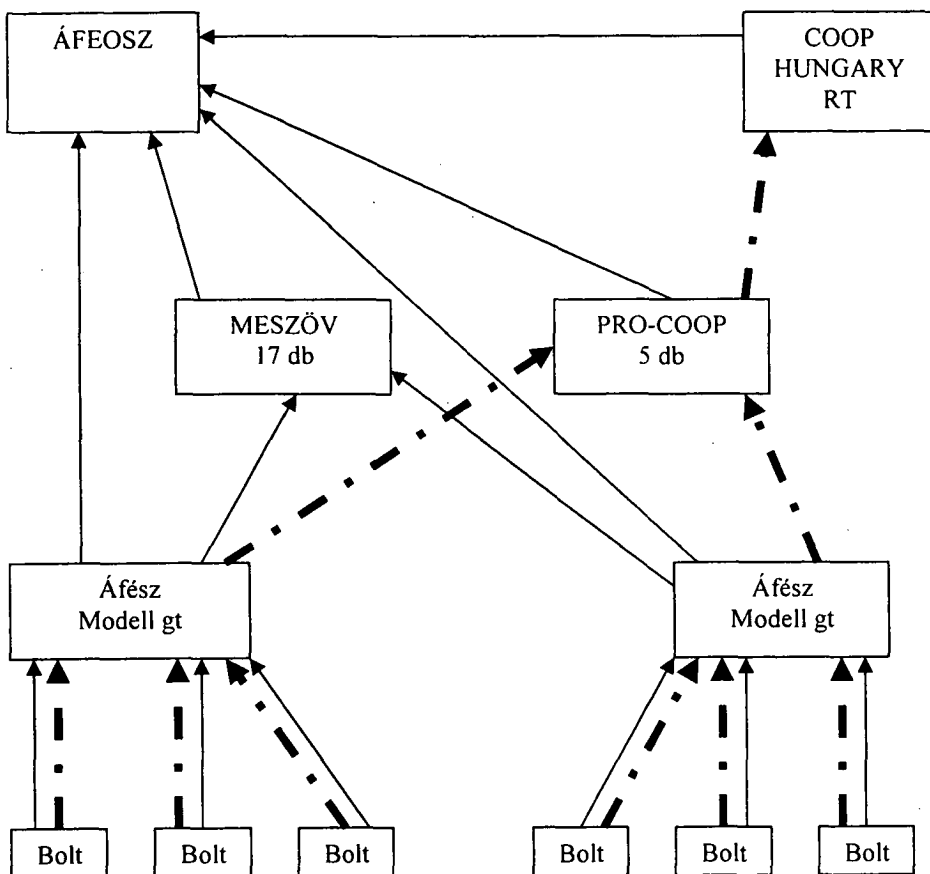 ÁFEOSZ
COOP
HUNGARY
RT
MESZÖV
17 db
PRO-COOP
5 db
Áfész
Modell gt
Áfész
Modell gt
Bolt
Bolt
Bolt
Bolt
Bolt
Bolt